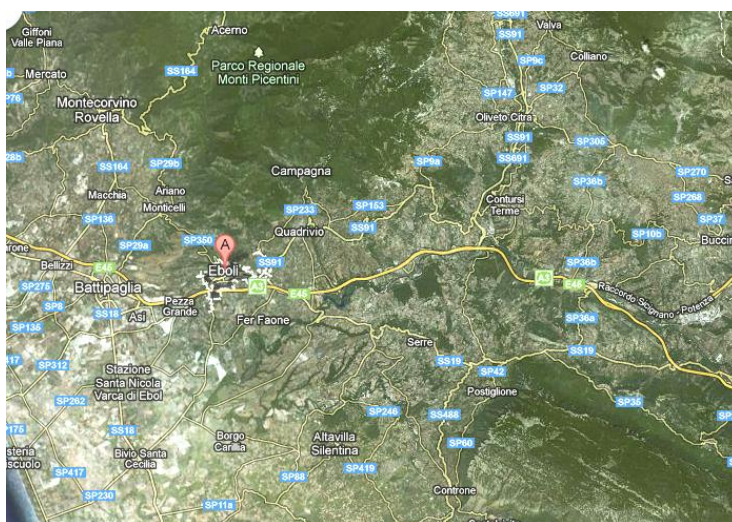 Giffoni
Valle Piana
Acerno
SS691
Valva
SS91
Colliano
SP9c
Mercato
SS164
Parco Regionale
Monti Picentini
SP147
SP32
Montecorvino
Rovella
Oliveto Citra
SS91
SP305
SS691
SS164
SP29b
SP9a
SP270
Campagna
SP36b
SP268
Macchia
Ariano
Monticelli
SP136
SP233
SP153
Contursi
Terme
SP37
SP29a
SP350
A
Quadrivio
SS91
SP10b
Bellizzi
E45
Eboli
SS91
SP36b
SP275
Battipaglia
A3
E45
A3
E45
Raccordo Sicignano - Potenza
SP8
SS18
Asi
Pezza
Grande
Fer Faone
SP36a
SP135
Serre
SS19
SS19
SP312
Stazione
Santa Nicola
Varca di Ebol
SP42
Postiglione
SP262
SP35
SS18
Borgo
Carillia
Altavilla
Silentina
SP246
SS488
SP60
Bivio Santa
Cecilia
SP417
SP88
SP419
SP230
SP11a
Controne